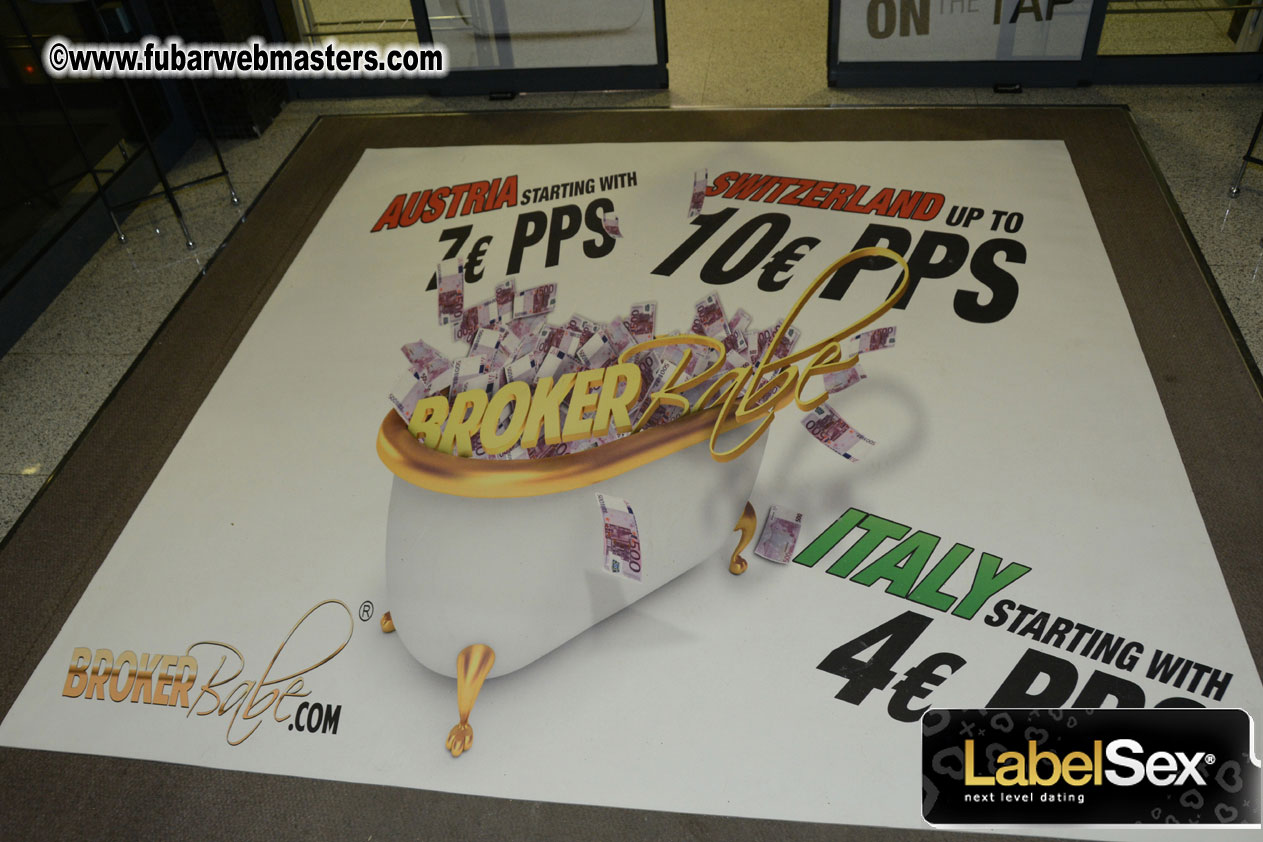 ©www.fubarwebmasters.com
ON THE TAP
AUSTRIA STARTING WITH
7€ PPS
SWITZERLAND UP TO
10€ PPS
BROKER Babe
ITALY STARTING WITH
4€ PPS
BROKER Babe.COM ®
LabelSex®
next level dating